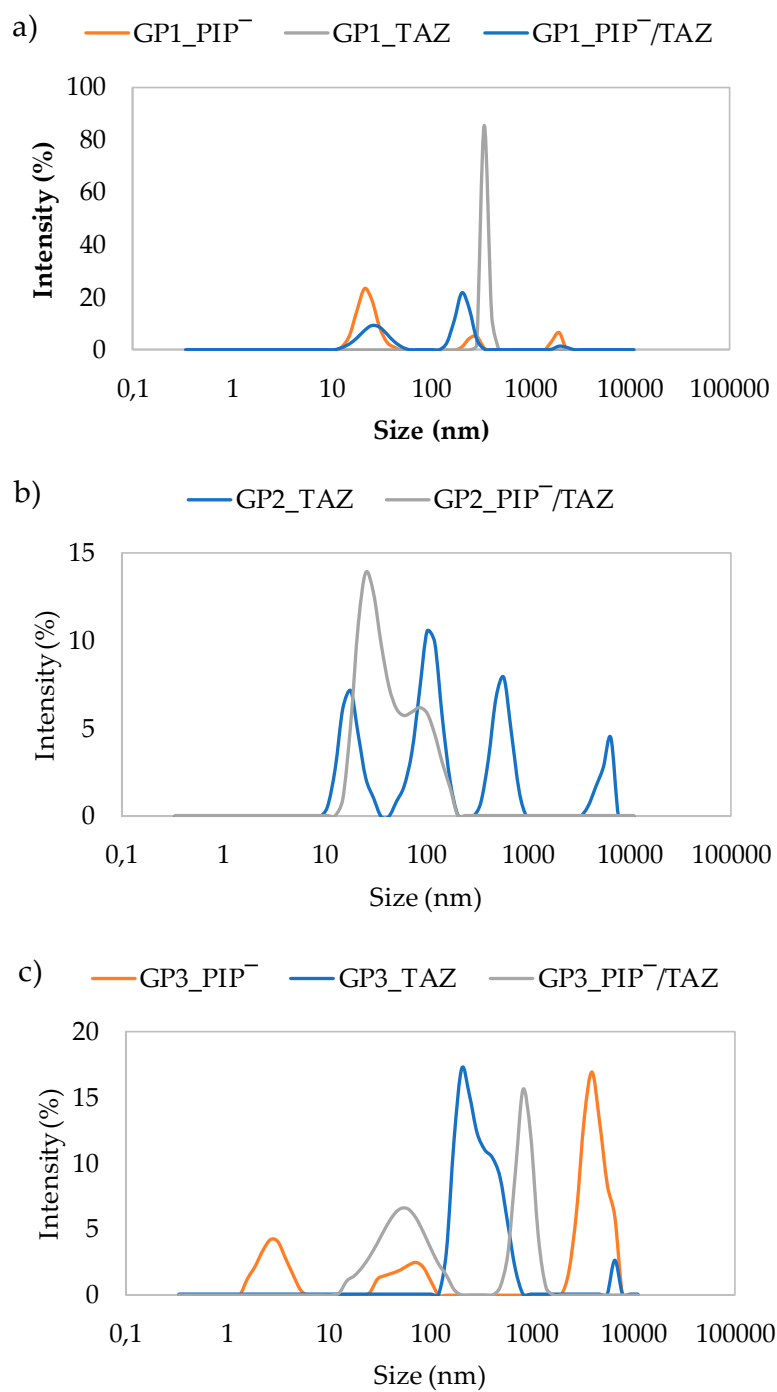 a)
GP1_PIP¯ GP1_TAZ GP1_PIP¯/TAZ
100
80
60
40
20
0
Intensity (%)
0,1 1 10 100 1000 10000 100000
Size (nm)
b)
GP2_TAZ GP2_PIP¯/TAZ
15
10
5
0
Intensity (%)
0,1 1 10 100 1000 10000 100000
Size (nm)
c)
GP3_PIP¯ GP3_TAZ GP3_PIP¯/TAZ
20
15
10
5
0
Intensity (%)
0,1 1 10 100 1000 10000 100000
Size (nm)